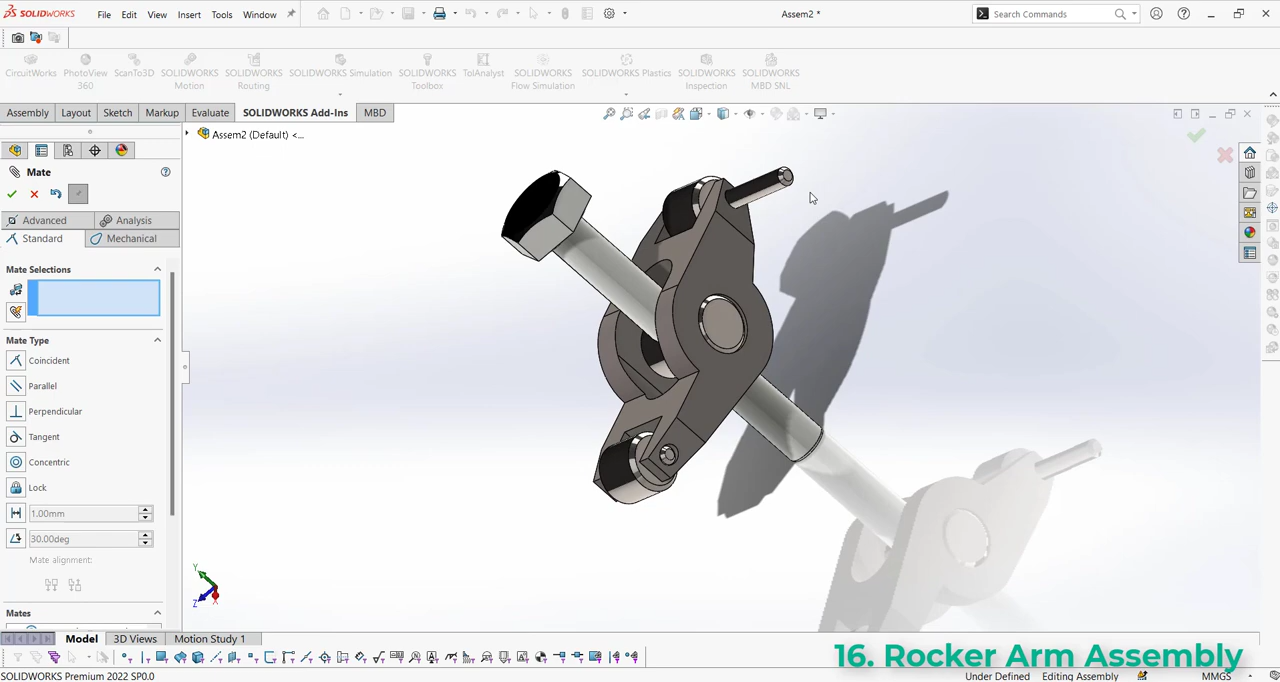 SOLIDWORKS File Edit View Insert Tools Window Assem2 * Search Commands
CircuitWorks PhotoView 360 ScanTo3D SOLIDWORKS Motion SOLIDWORKS Routing SOLIDWORKS Simulation SOLIDWORKS Toolbox TolAnalyst SOLIDWORKS Flow Simulation SOLIDWORKS Plastics SOLIDWORKS Inspection SOLIDWORKS MBD SNL
Assembly Layout Sketch Markup Evaluate SOLIDWORKS Add-Ins MBD
Assem2 (Default) <...
Mate
Advanced Analysis
Standard Mechanical
Mate Selections
Mate Type
Coincident
Parallel
Perpendicular
Tangent
Concentric
Lock
1.00mm
30.00deg
Mate alignment:
Mates
Y
Z
X
Model 3D Views Motion Study 1
16. Rocker Arm Assembly
SOLIDWORKS Premium 2022 SP0.0 Under Defined Editing Assembly MMGS